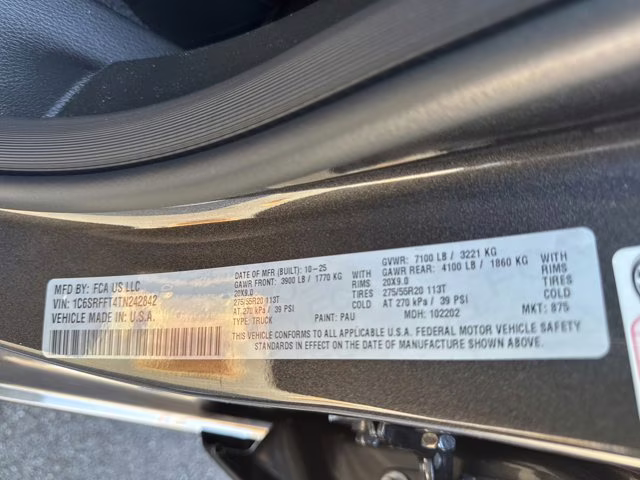 MFD BY: FCA US LLC
VIN: 1C6SRFFT4TN242842
VEHICLE MADE IN: U.S.A.
DATE OF MFR (BUILT): 10-25
GAWR FRONT: 3900 LB / 1770 KG WITH
20X9.0 RIMS
275/55R20 113T TIRES
AT 270 kPa / 39 PSI COLD
TYPE: TRUCK PAINT: PAU
GVWR: 7100 LB / 3221 KG
GAWR REAR: 4100 LB / 1860 KG WITH
20X9.0 RIMS
275/55R20 113T TIRES
AT 270 kPa / 39 PSI COLD
MDH: 102202 MKT: 875
THIS VEHICLE CONFORMS TO ALL APPLICABLE U.S.A. FEDERAL MOTOR VEHICLE SAFETY
STANDARDS IN EFFECT ON THE DATE OF MANUFACTURE SHOWN ABOVE.